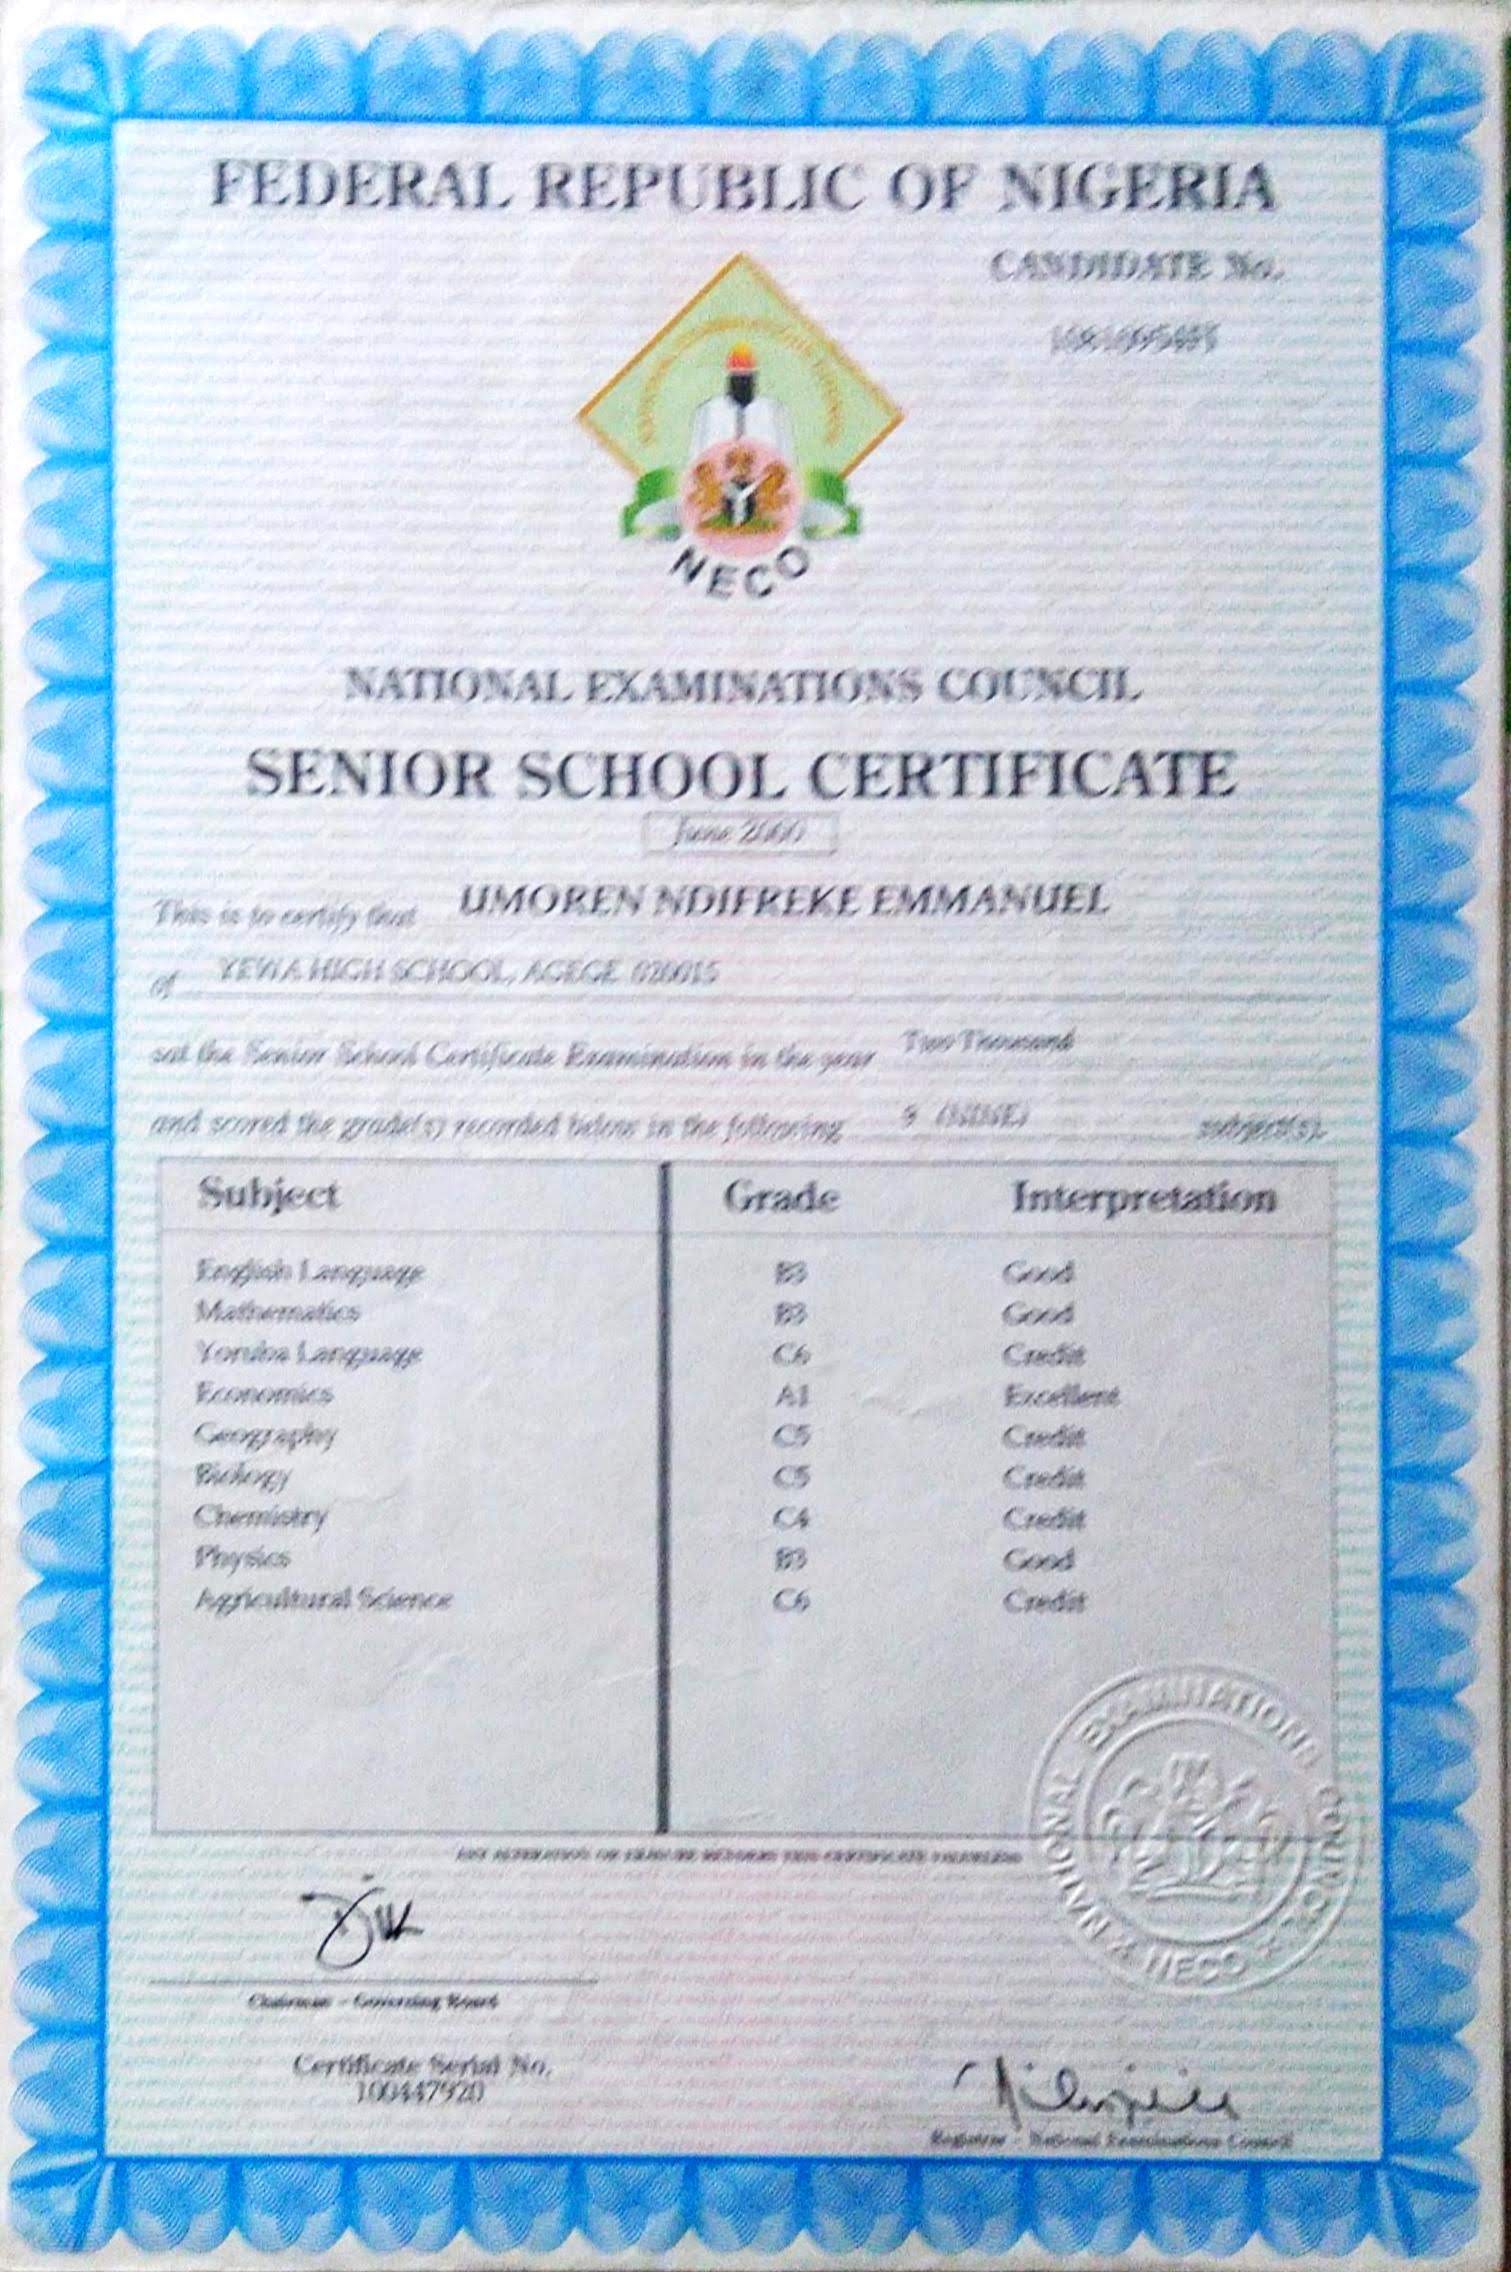 FEDERAL REPUBLIC OF NIGERIA
CANDIDATE No.
NECO
NATIONAL EXAMINATIONS COUNCIL
SENIOR SCHOOL CERTIFICATE
June 2000
This is to certify that UMOREN NDIFREKE EMMANUEL
of YEWA HIGH SCHOOL, AGEGE 020015
sat the Senior School Certificate Examination in the year Two Thousand
and scored the grade(s) recorded below in the following 9 (NINE) subject(s).
Subject Grade Interpretation
English Language B3 Good
Mathematics B3 Good
Yoruba Language C6 Credit
Economics A1 Excellent
Geography C5 Credit
Biology C5 Credit
Chemistry C4 Credit
Physics B3 Good
Agricultural Science C6 Credit
NATIONAL EXAMINATIONS COUNCIL
NECO
ANY ALTERATION OR ERASURE RENDERS THIS CERTIFICATE VALUELESS
Chairman - Governing Board
Certificate Serial No.
100447920
Registrar - National Examinations Council